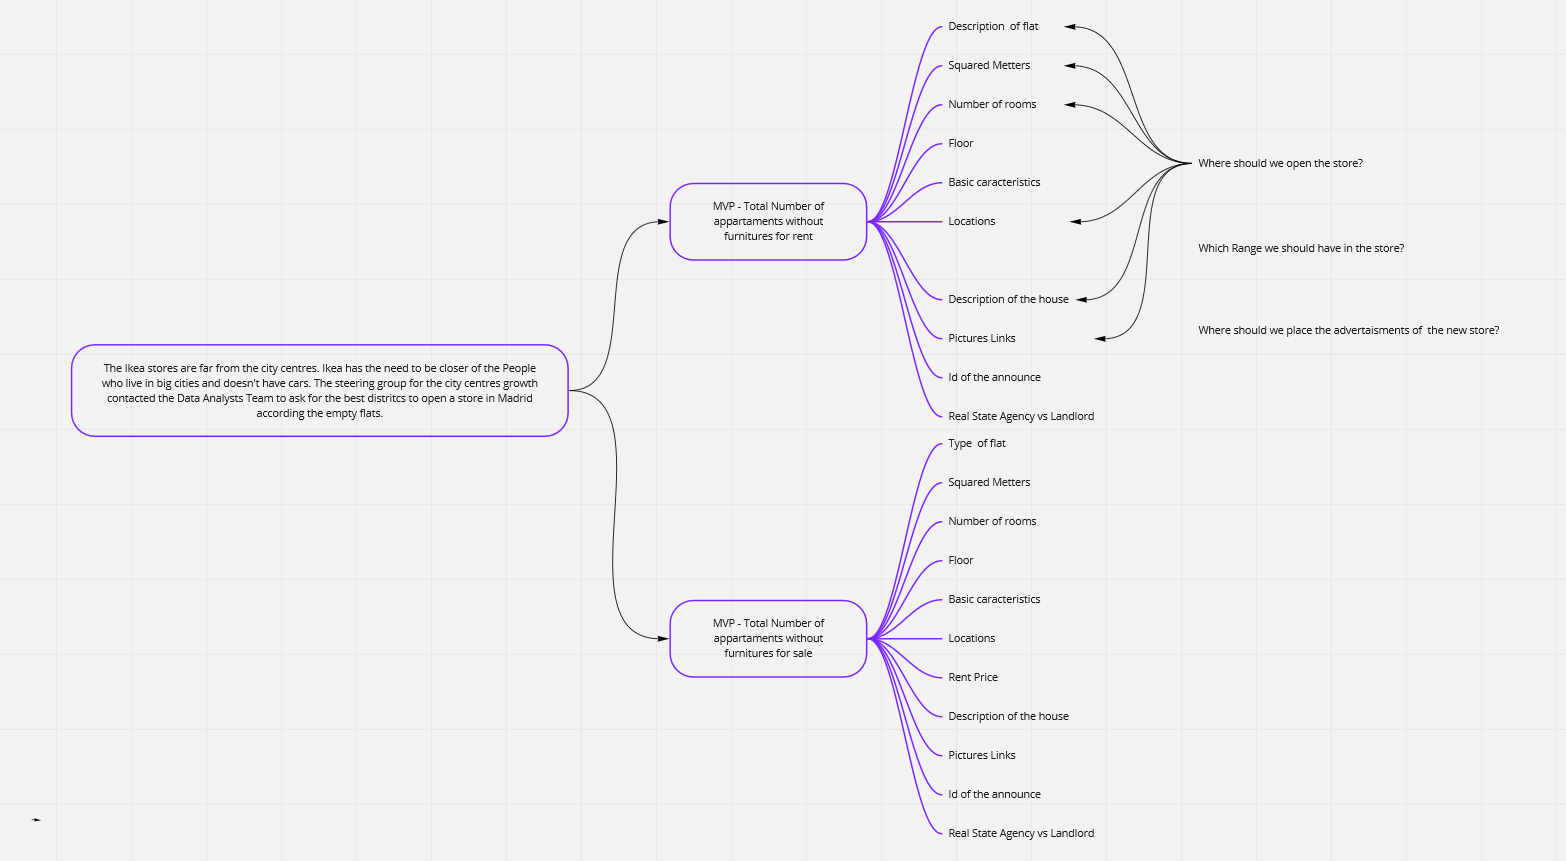 The Ikea stores are far from the city centres. Ikea has the need to be closer of the People
who live in big cities and doesn't have cars. The steering group for the city centres growth
contacted the Data Analysts Team to ask for the best distritcs to open a store in Madrid
according the empty flats.
MVP - Total Number of
appartaments without
furnitures for rent
Description  of flat
Squared Metters
Number of rooms
Floor
Basic caracteristics
Locations
Description of the house
Pictures Links
Id of the announce
Real State Agency vs Landlord
Where should we open the store?
Which Range we should have in the store?
Where should we place the advertaisments of  the new store?
MVP - Total Number of
appartaments without
furnitures for sale
Type  of flat
Squared Metters
Number of rooms
Floor
Basic caracteristics
Locations
Rent Price
Description of the house
Pictures Links
Id of the announce
Real State Agency vs Landlord